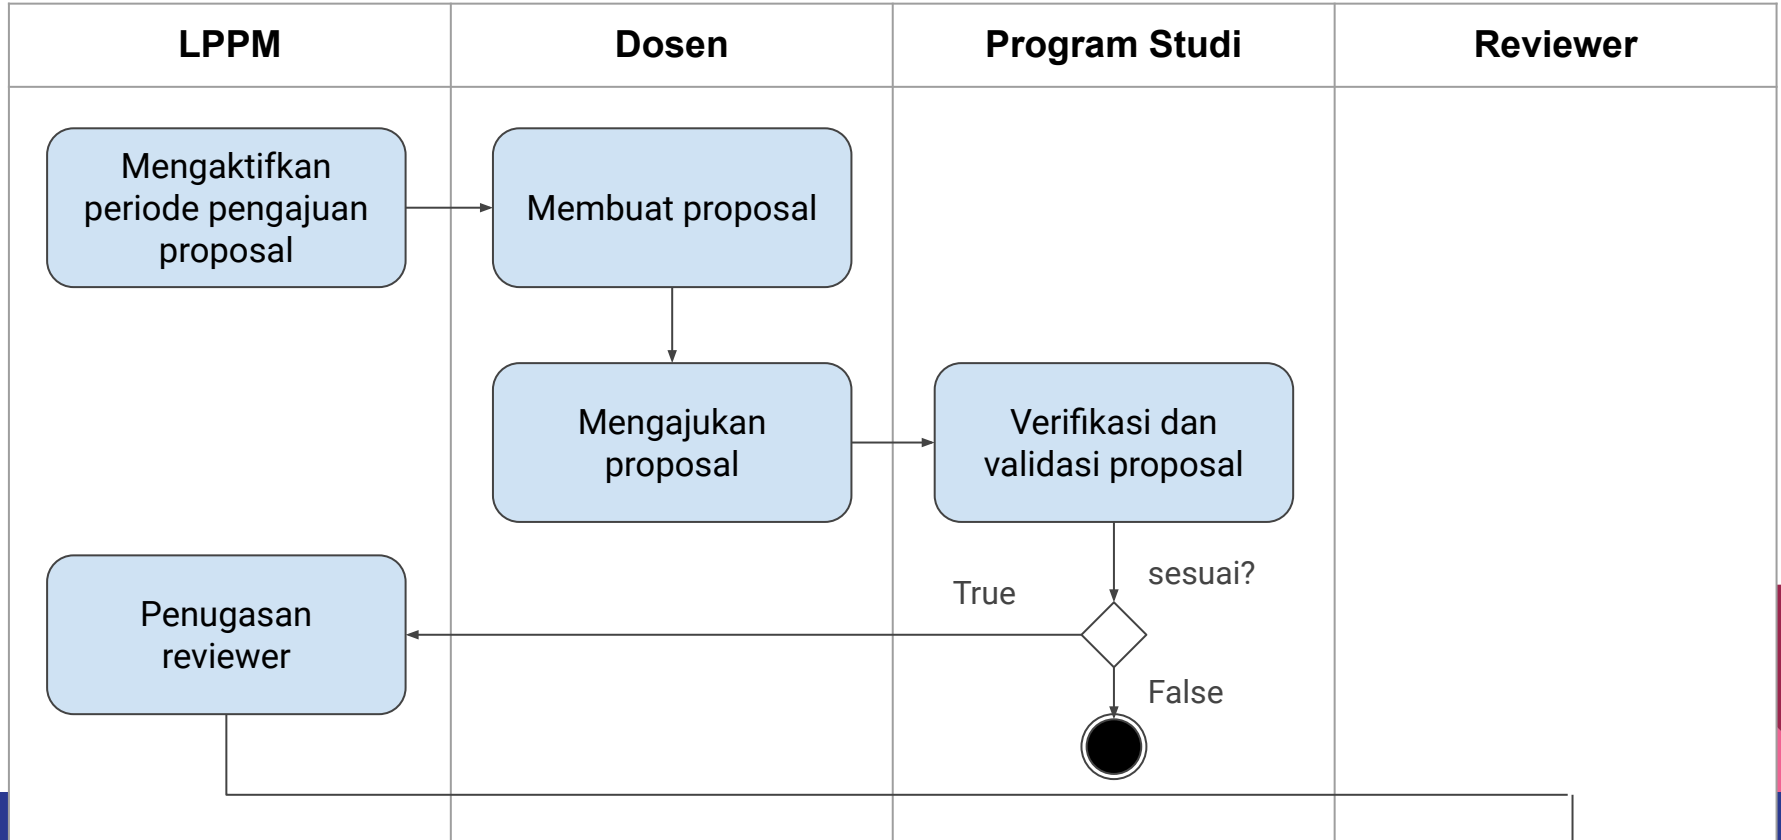 LPPM
Dosen
Program Studi
Reviewer
Mengaktifkan
periode pengajuan
proposal
Membuat proposal
Mengajukan
proposal
Verifikasi dan
validasi proposal
sesuai?
True
Penugasan
reviewer
False